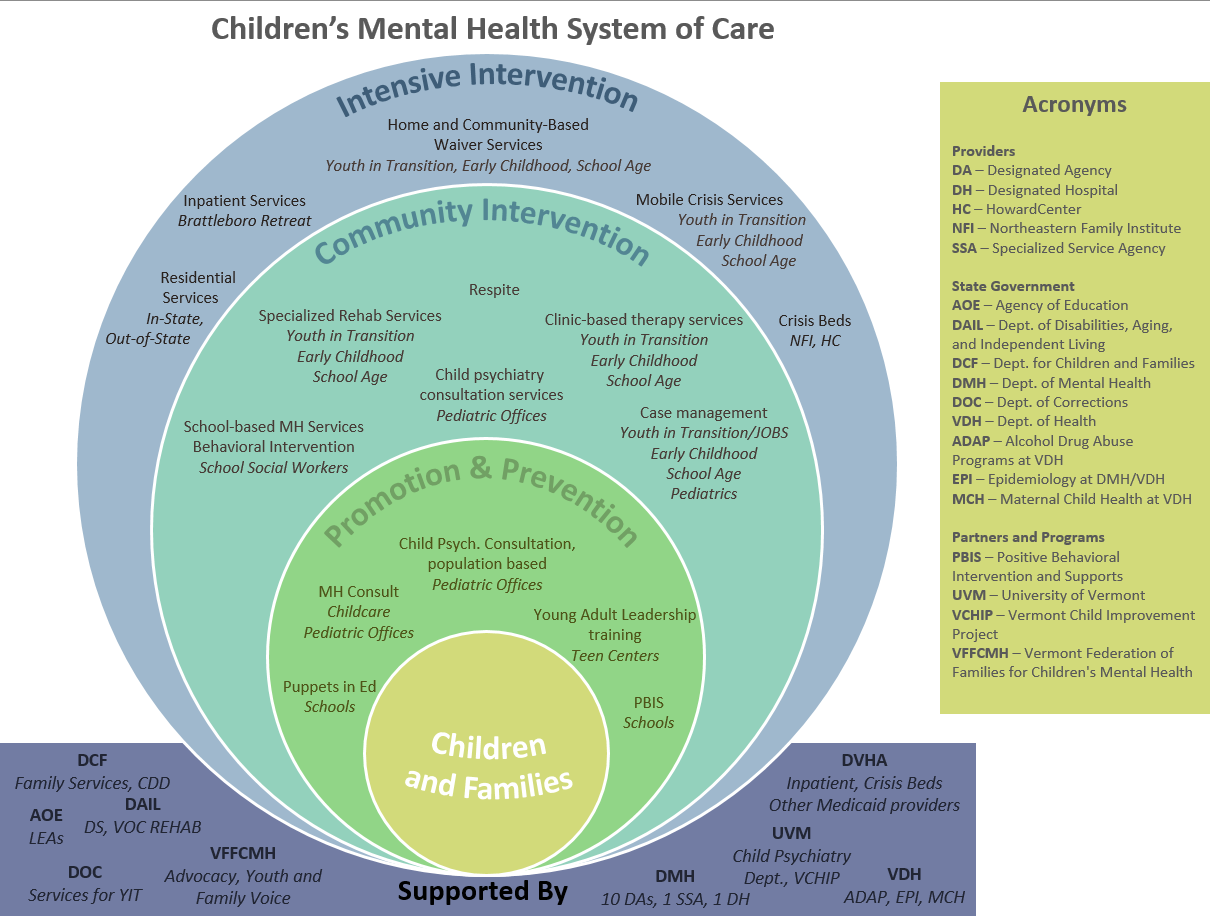 Children's Mental Health System of Care
Intensive Intervention
Home and Community-Based
Waiver Services
Youth in Transition, Early Childhood, School Age
Inpatient Services
Brattleboro Retreat
Mobile Crisis Services
Youth in Transition
Early Childhood
School Age
Residential
Services
In-State,
Out-of-State
Crisis Beds
NFI, HC
Community Intervention
Respite
Specialized Rehab Services
Youth in Transition
Early Childhood
School Age
Clinic-based therapy services
Youth in Transition
Early Childhood
School Age
Child psychiatry
consultation services
Pediatric Offices
School-based MH Services
Behavioral Intervention
School Social Workers
Case management
Youth in Transition/JOBS
Early Childhood
School Age
Pediatrics
Promotion & Prevention
Child Psych. Consultation,
population based
Pediatric Offices
MH Consult
Childcare
Pediatric Offices
Young Adult Leadership
training
Teen Centers
Puppets in Ed
Schools
PBIS
Schools
Children
and Families
DCF
Family Services, CDD
AOE
LEAs
DAIL
DS, VOC REHAB
DOC
Services for YIT
VFFCMH
Advocacy, Youth and
Family Voice
Supported By
DMH
10 DAs, 1 SSA, 1 DH
UVM
Child Psychiatry
Dept., VCHIP
DVHA
Inpatient, Crisis Beds
Other Medicaid providers
VDH
ADAP, EPI, MCH
Acronyms
Providers
DA – Designated Agency
DH – Designated Hospital
HC – HowardCenter
NFI – Northeastern Family Institute
SSA – Specialized Service Agency
State Government
AOE – Agency of Education
DAIL – Dept. of Disabilities, Aging,
and Independent Living
DCF – Dept. for Children and Families
DMH – Dept. of Mental Health
DOC – Dept. of Corrections
VDH – Dept. of Health
ADAP – Alcohol Drug Abuse
Programs at VDH
EPI – Epidemiology at DMH/VDH
MCH – Maternal Child Health at VDH
Partners and Programs
PBIS – Positive Behavioral
Intervention and Supports
UVM – University of Vermont
VCHIP – Vermont Child Improvement
Project
VFFCMH – Vermont Federation of
Families for Children's Mental Health